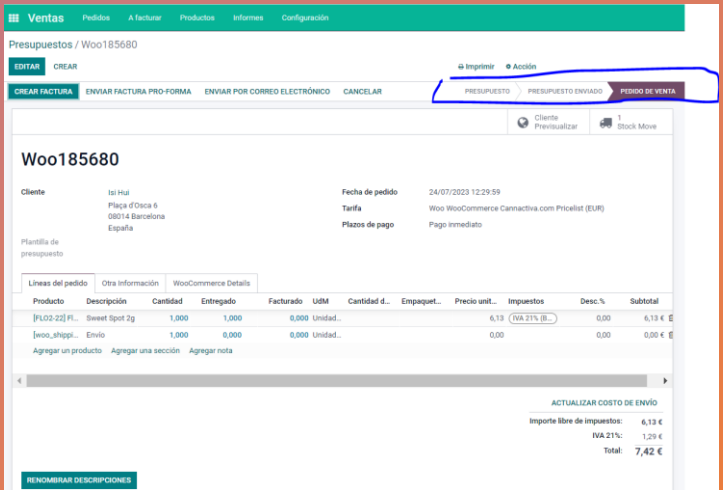 Ventas Pedidos A facturar Productos Informes Configuración
Presupuestos / Woo185680
EDITAR CREAR Imprimir Acción
CREAR FACTURA ENVIAR FACTURA PRO-FORMA ENVIAR POR CORREO ELECTRÓNICO CANCELAR PRESUPUESTO PRESUPUESTO ENVIADO PEDIDO DE VENTA
Cliente 1
Previsualizar Stock Move
Woo185680
Cliente Isi Hui Fecha de pedido 24/07/2023 12:29:59
Plaça d'Osca 6 Tarifa Woo WooCommerce Cannactiva.com Pricelist (EUR)
08014 Barcelona Plazos de pago Pago inmediato
España
Plantilla de
presupuesto
Líneas del pedido Otra Información WooCommerce Details
Producto Descripción Cantidad Entregado Facturado UdM Cantidad d... Empaquet... Precio unit... Impuestos Desc.% Subtotal
[FLO2-22] Fl... Sweet Spot 2g 1,000 1,000 0,000 Unidad... 6,13 IVA 21% (B... 0,00 6,13 €
[woo_shippi... Envío 1,000 0,000 0,000 Unidad... 0,00 0,00 0,00 €
Agregar un producto Agregar una sección Agregar nota
ACTUALIZAR COSTO DE ENVÍO
Importe libre de impuestos: 6,13 €
IVA 21%: 1,29 €
Total: 7,42 €
RENOMBRAR DESCRIPCIONES